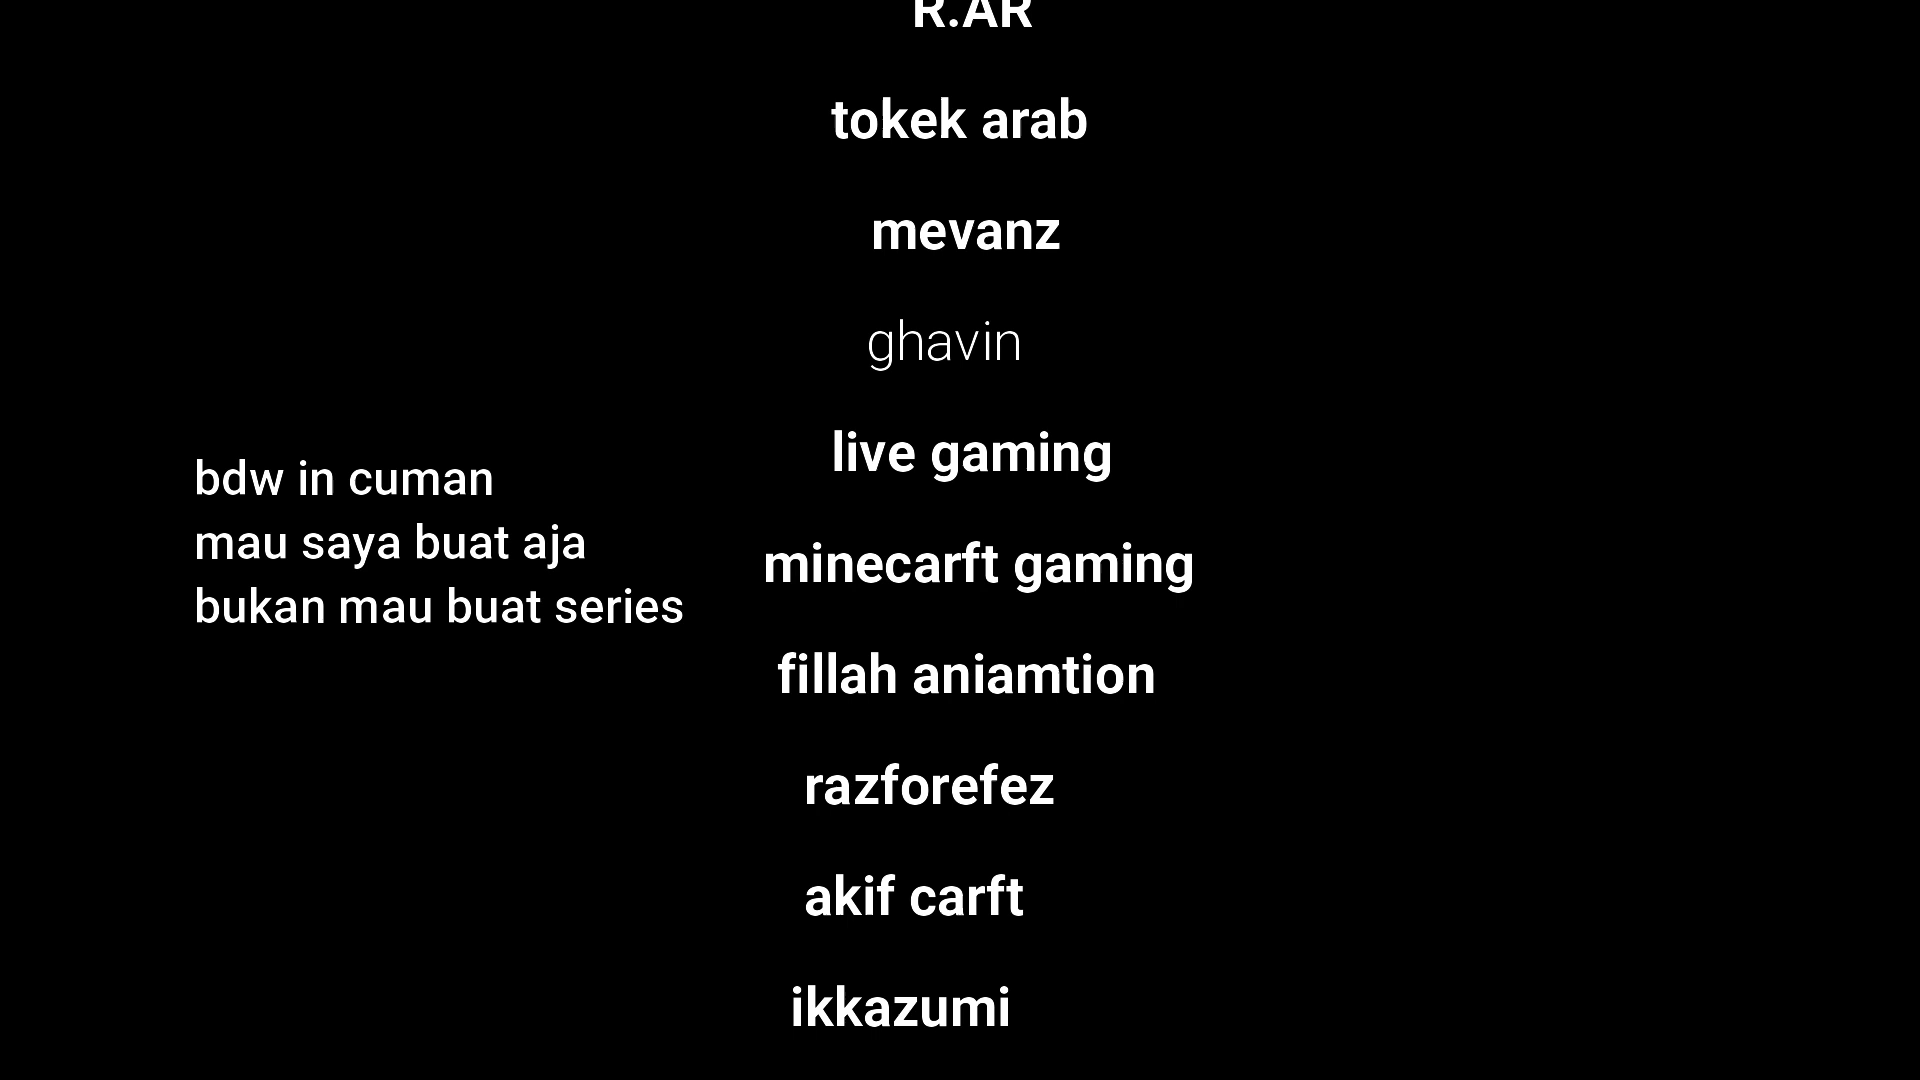 R.AR
tokek arab
mevanz
ghavin
live gaming
minecarft gaming
fillah aniamtion
razforefez
akif carft
ikkazumi
bdw in cuman
mau saya buat aja
bukan mau buat series